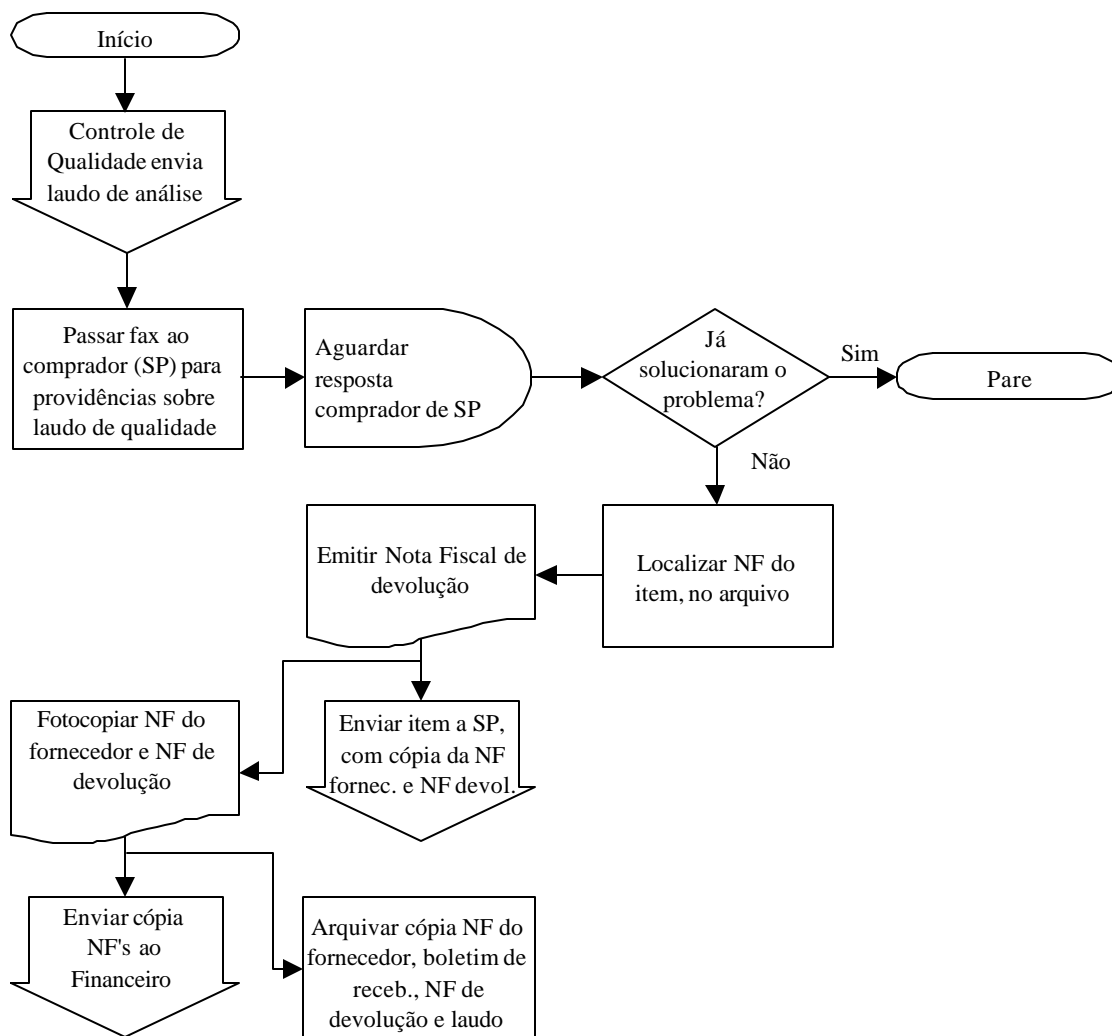 Início
Controle de
Qualidade envia
laudo de análise
Passar fax ao
comprador (SP) para
providências sobre
laudo de qualidade
Aguardar
resposta
comprador de SP
Já
solucionaram o
problema?
Sim
Pare
Não
Localizar NF do
item, no arquivo
Emitir Nota Fiscal de
devolução
Enviar item a SP,
com cópia da NF
fornec. e NF devol.
Fotocopiar NF do
fornecedor e NF de
devolução
Enviar cópia
NF's ao
Financeiro
Arquivar cópia NF do
fornecedor, boletim de
receb., NF de
devolução e laudo